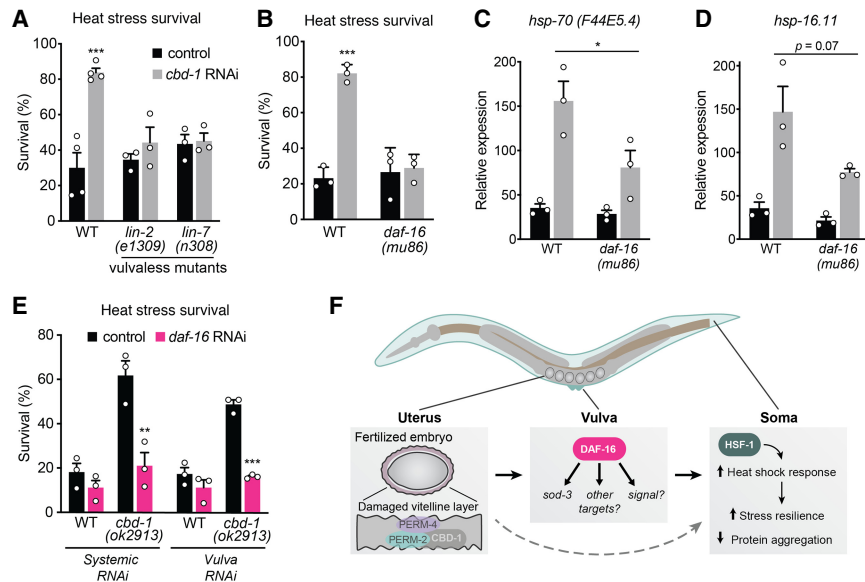 A
Heat stress survival
control
cbd-1 RNAi
***
Survival (%)
100
80
60
40
20
0
WT
lin-2
(e1309)
lin-7
(n308)
vulvaless mutants
B
Heat stress survival
***
Survival (%)
100
80
60
40
20
0
WT
daf-16
(mu86)
C
hsp-70 (F44E5.4)
*
Relative expession
200
150
100
50
0
WT
daf-16
(mu86)
D
hsp-16.11
p = 0.07
Relative expession
200
150
100
50
0
WT
daf-16
(mu86)
E
Heat stress survival
control
daf-16 RNAi
Survival (%)
80
60
40
20
0
**
***
WT
cbd-1
(ok2913)
WT
cbd-1
(ok2913)
Systemic
RNAi
Vulva
RNAi
F
Uterus
Fertilized embryo
Damaged vitelline layer
PERM-4
PERM-2
CBD-1
Vulva
DAF-16
sod-3
other
targets?
signal?
Soma
HSF-1
Heat shock response
Stress resilience
Protein aggregation